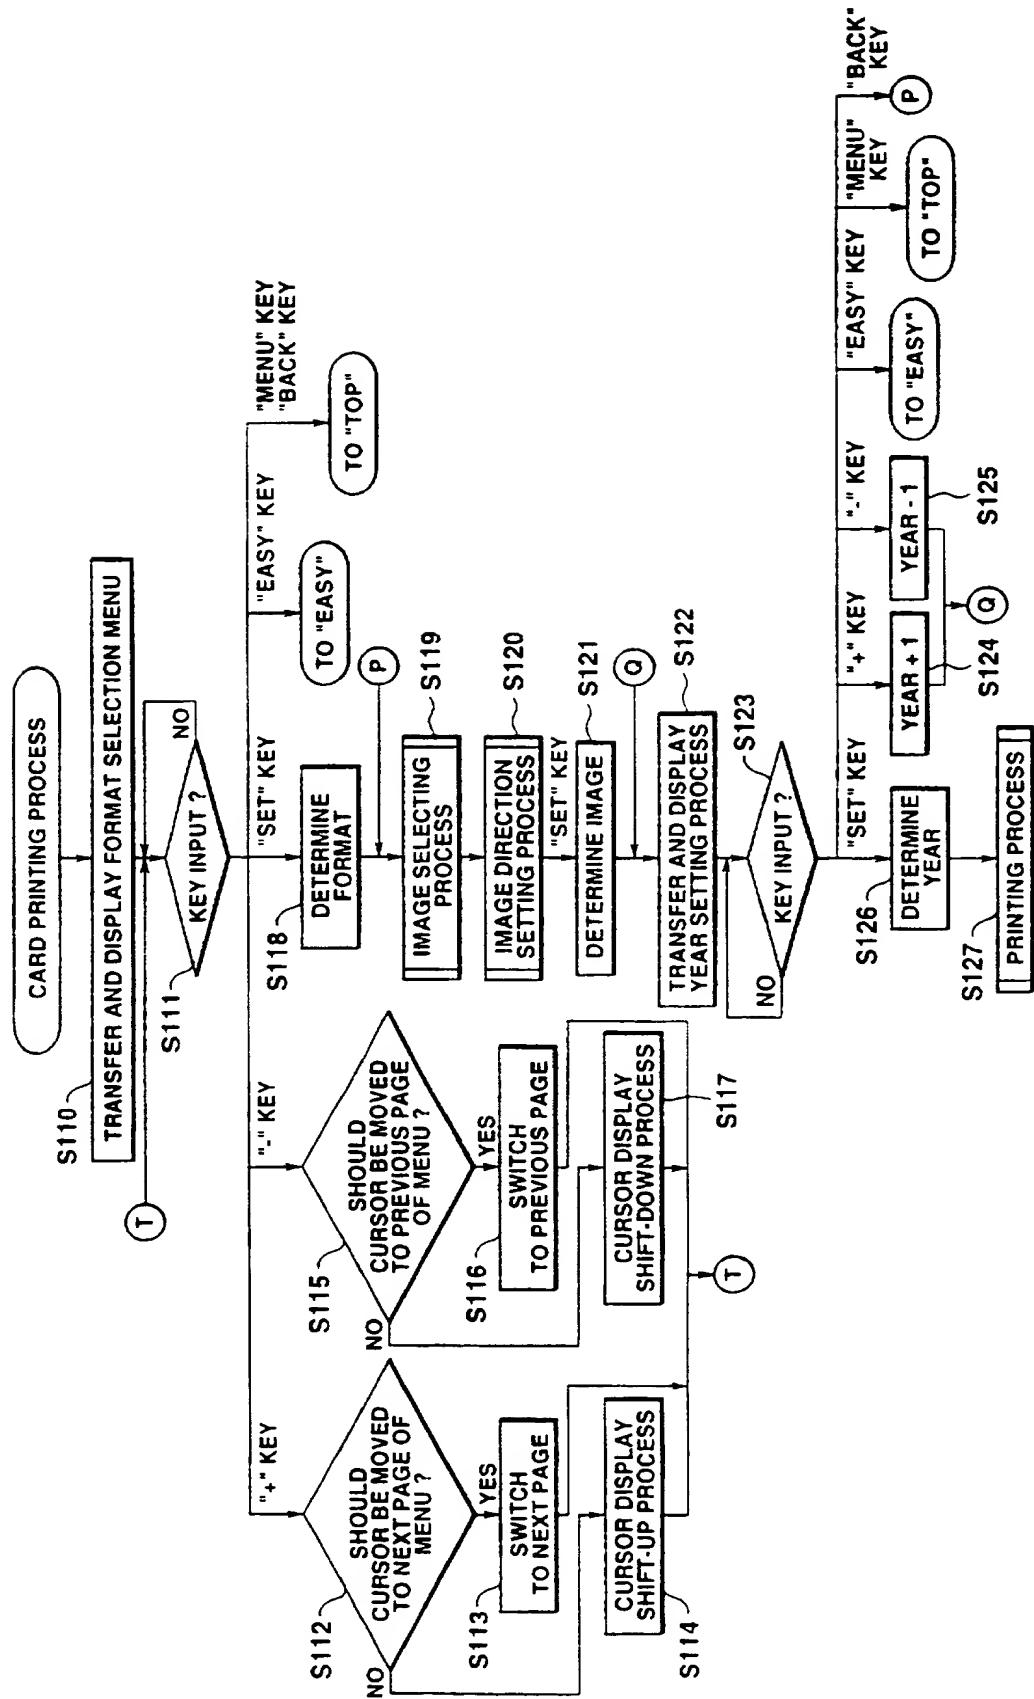 CARD PRINTING PROCESS
S110
TRANSFER AND DISPLAY FORMAT SELECTION MENU
T
S111
KEY INPUT ?
NO
"+" KEY
"-" KEY
"SET" KEY
"EASY" KEY
"MENU" KEY
"BACK" KEY
S112
SHOULD
CURSOR BE MOVED
TO NEXT PAGE OF
MENU ?
NO
YES
S113
SWITCH
TO NEXT PAGE
S114
CURSOR DISPLAY
SHIFT-UP PROCESS
S115
SHOULD
CURSOR BE MOVED
TO PREVIOUS PAGE
OF MENU ?
NO
YES
S116
SWITCH
TO PREVIOUS PAGE
S117
CURSOR DISPLAY
SHIFT-DOWN PROCESS
T
S118
DETERMINE
FORMAT
TO "EASY"
TO "TOP"
P
IMAGE SELECTING
PROCESS
S119
IMAGE DIRECTION
SETTING PROCESS
S120
"SET" KEY
DETERMINE IMAGE
S121
Q
TRANSFER AND DISPLAY
YEAR SETTING PROCESS
S122
KEY INPUT ?
S123
NO
"SET" KEY
"+" KEY
"-" KEY
"EASY" KEY
"MENU"
KEY
"BACK"
KEY
S126
DETERMINE
YEAR
YEAR + 1
S124
YEAR - 1
S125
Q
TO "EASY"
TO "TOP"
P
S127
PRINTING PROCESS